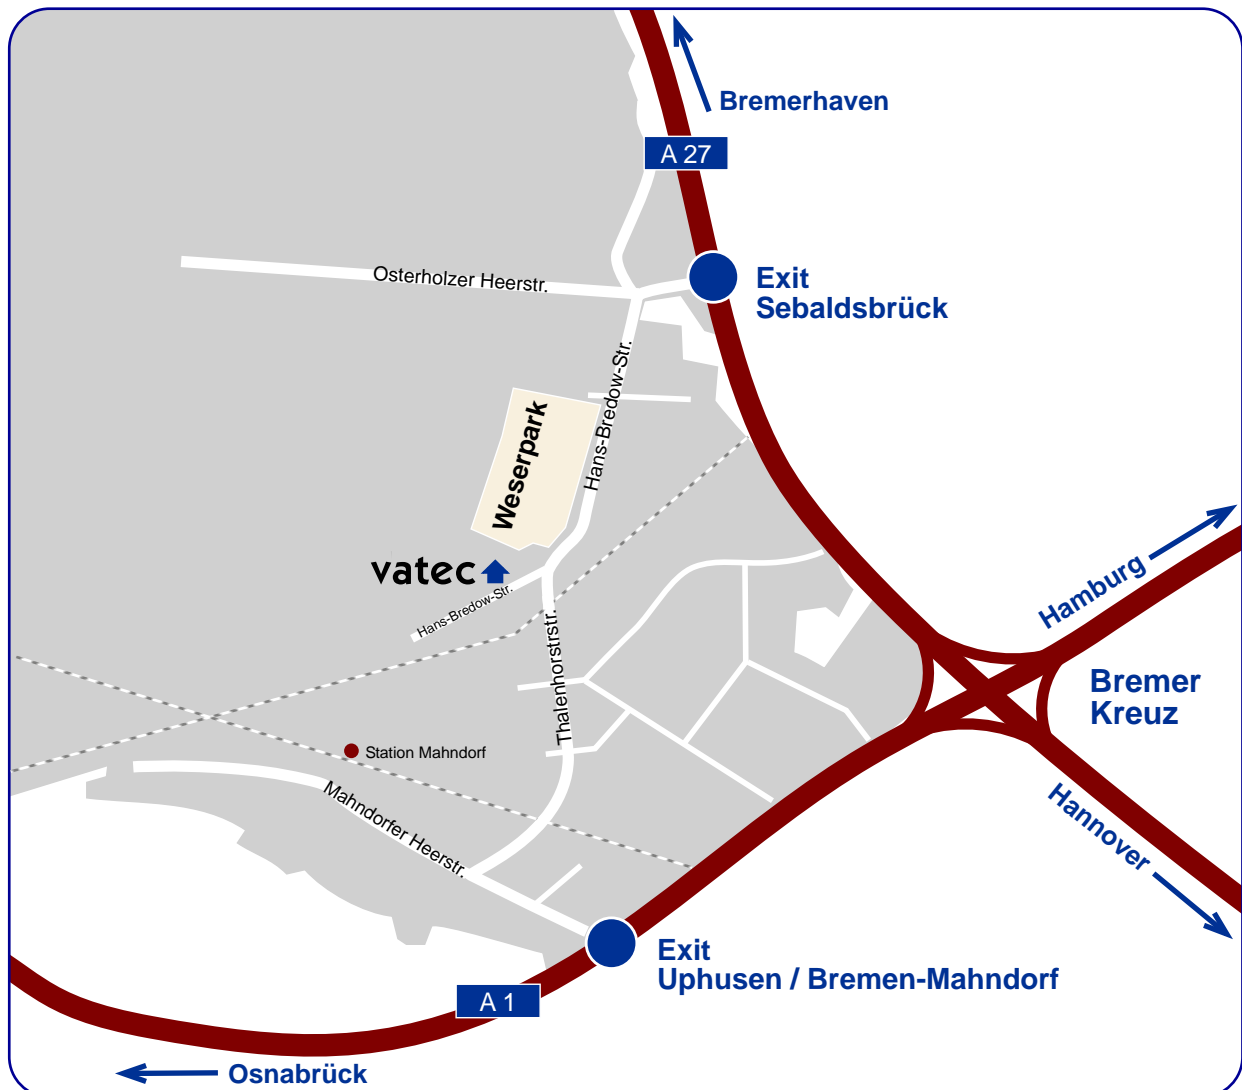 Bremerhaven
A 27
Osterholzer Heerstr.
Exit
Sebaldsbrück
Hans-Bredow-Str.
Weserpark
vatec
Hans-Bredow-Str.
Hamburg
Thalenhorstrstr.
Bremer
Kreuz
Station Mahndorf
Mahndorfer Heerstr.
Hannover
Exit
Uphusen / Bremen-Mahndorf
A 1
Osnabrück